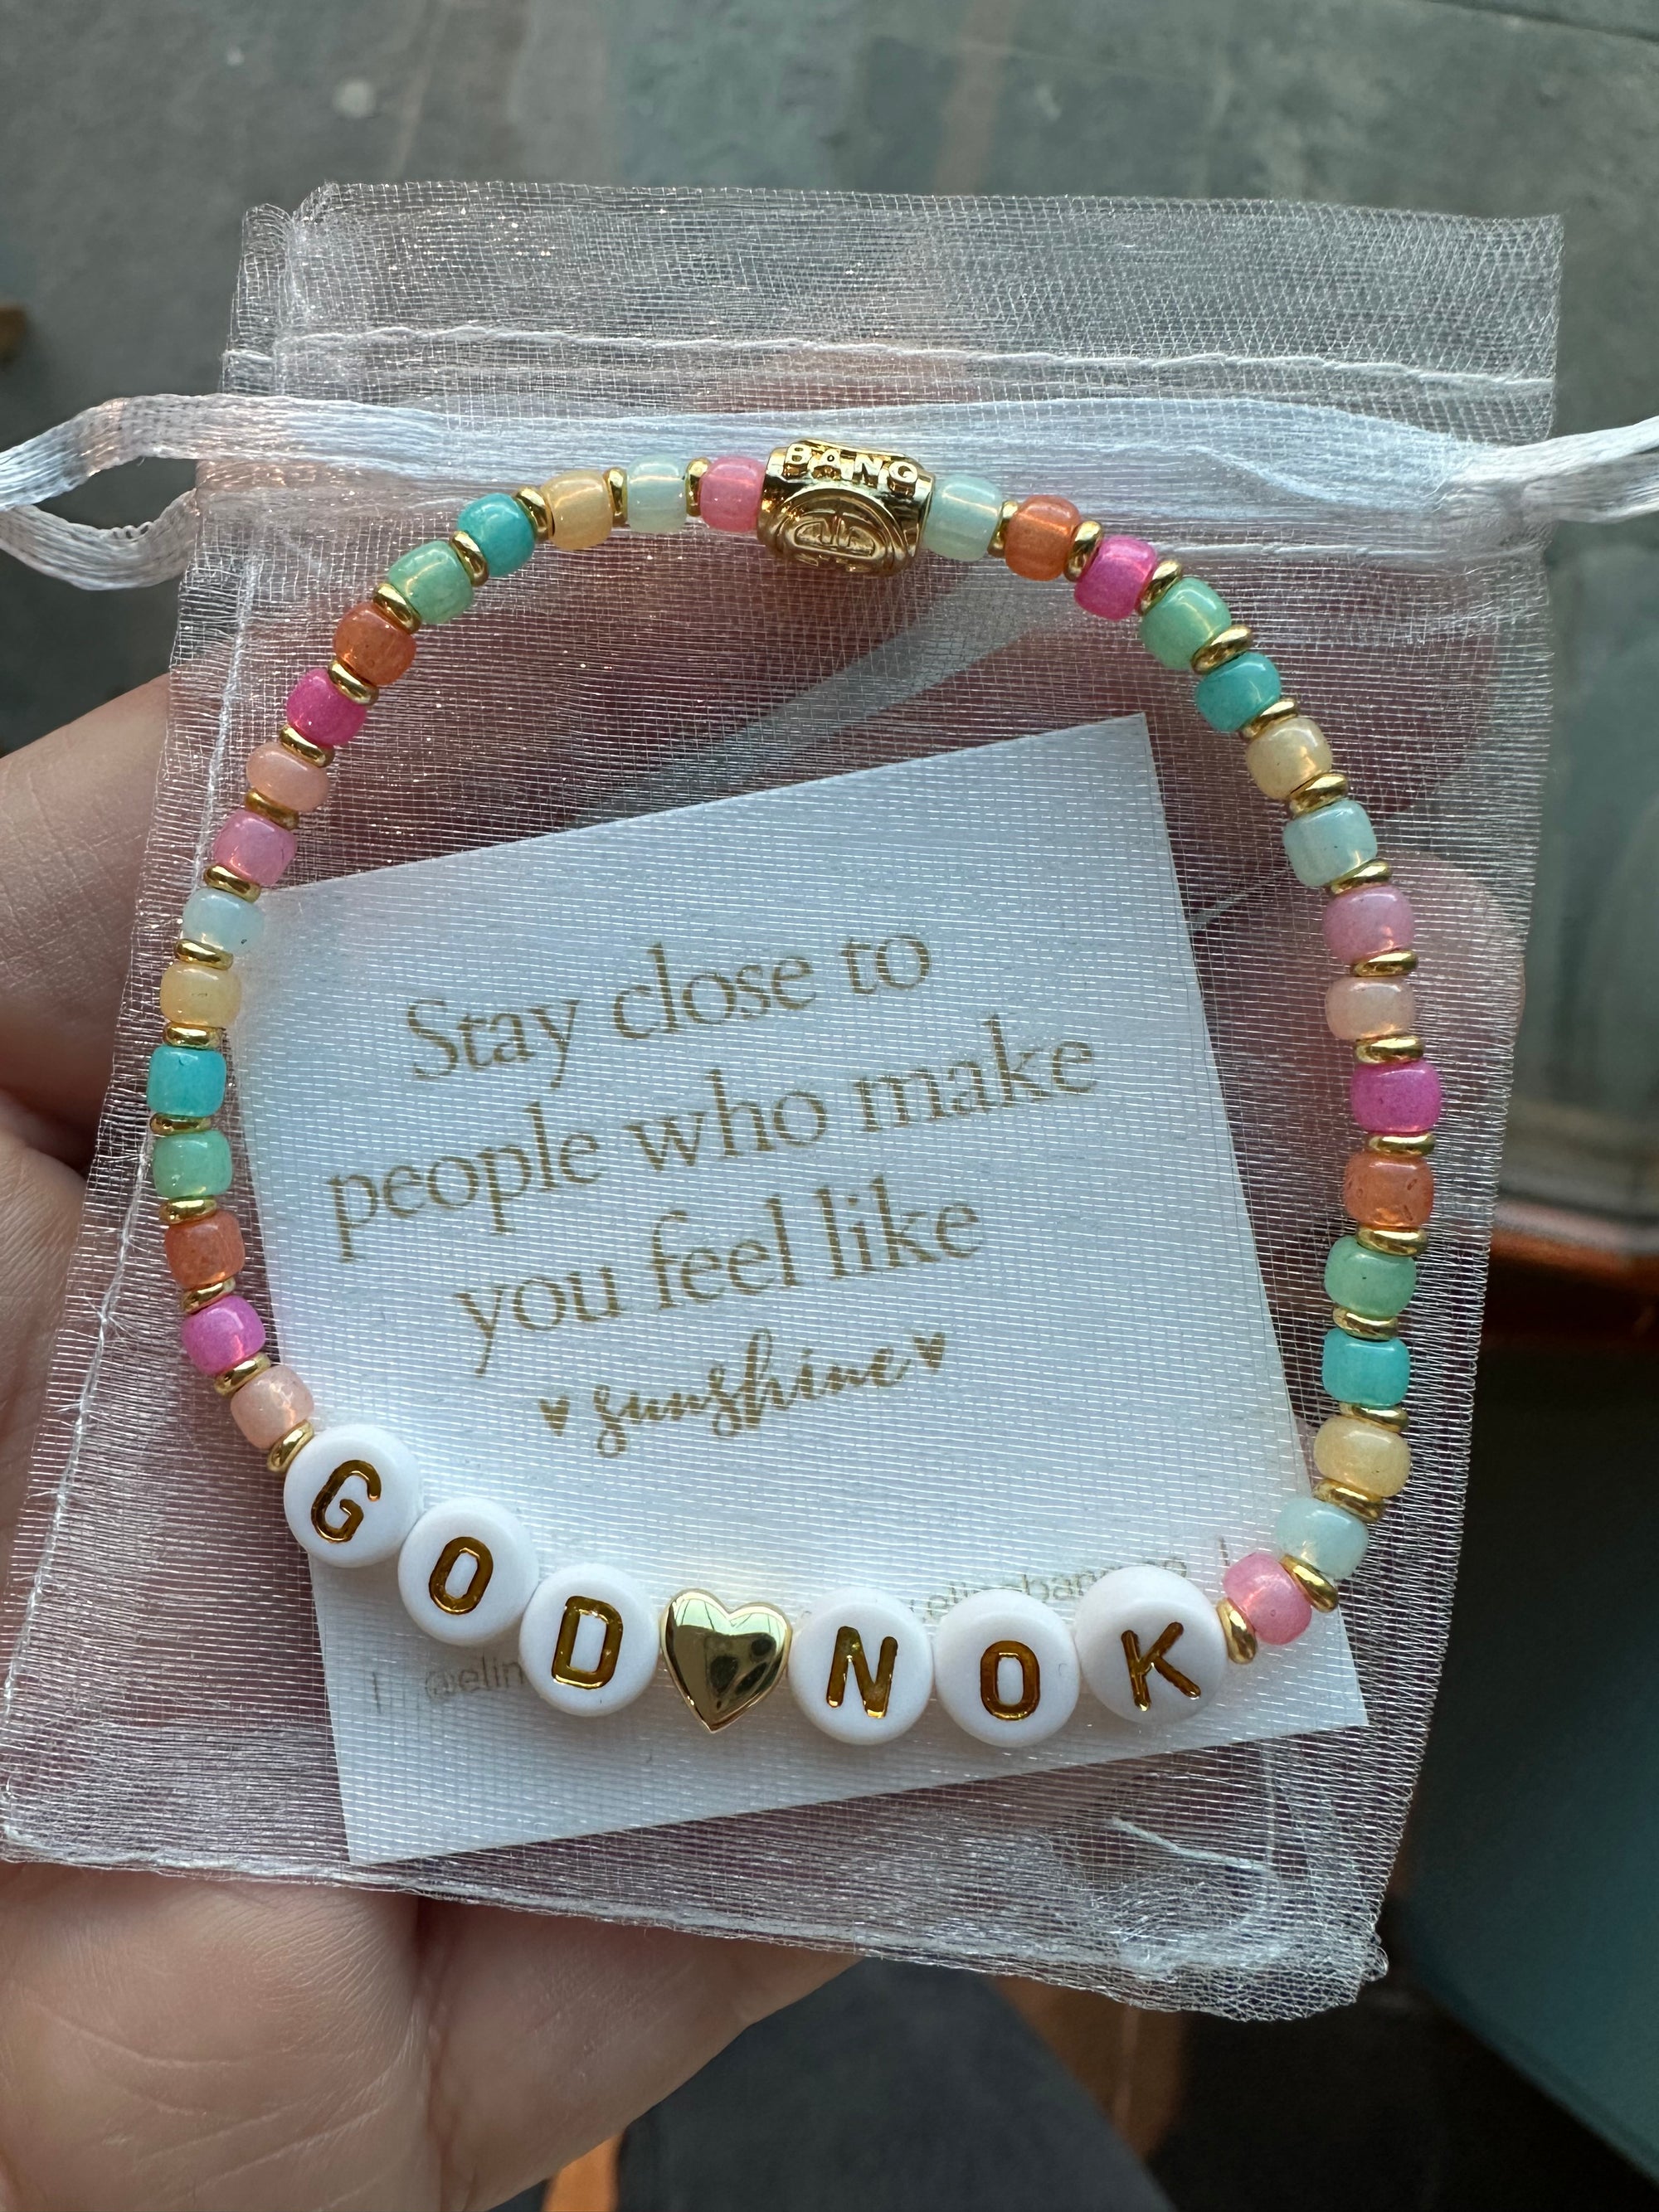 BANG
Stay close to
people who make
you feel like
sunshine
GOD NOK